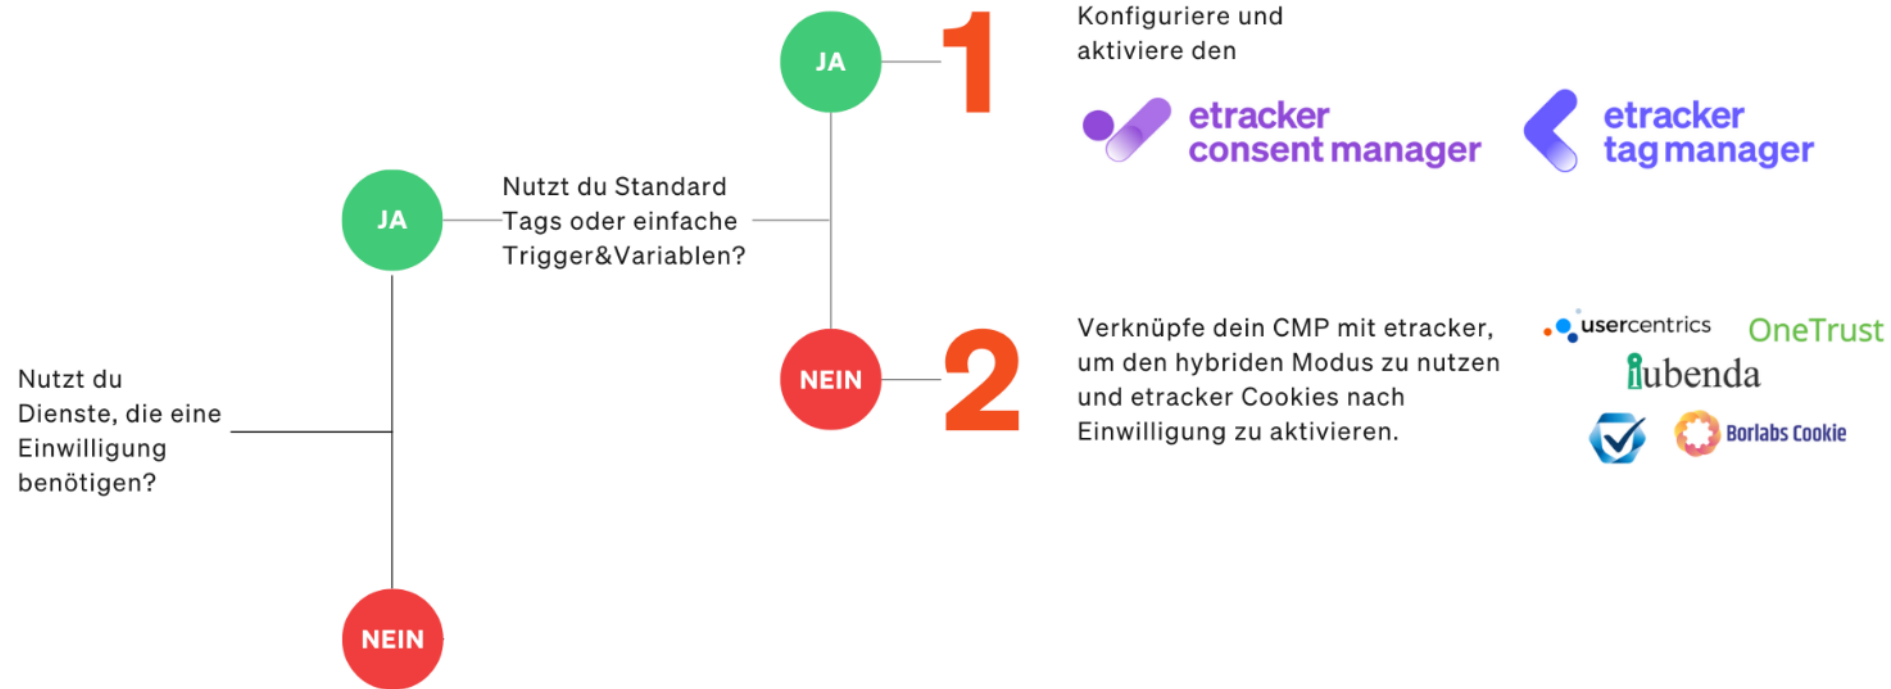 Nutzt du
Dienste, die eine
Einwilligung
benötigen?
JA
NEIN
Nutzt du Standard
Tags oder einfache
Trigger&Variablen?
JA
1
Konfiguriere und
aktiviere den
etracker
consent manager
etracker
tag manager
NEIN
2
Verknüpfe dein CMP mit etracker,
um den hybriden Modus zu nutzen
und etracker Cookies nach
Einwilligung zu aktivieren.
usercentrics
OneTrust
iubenda
Borlabs Cookie